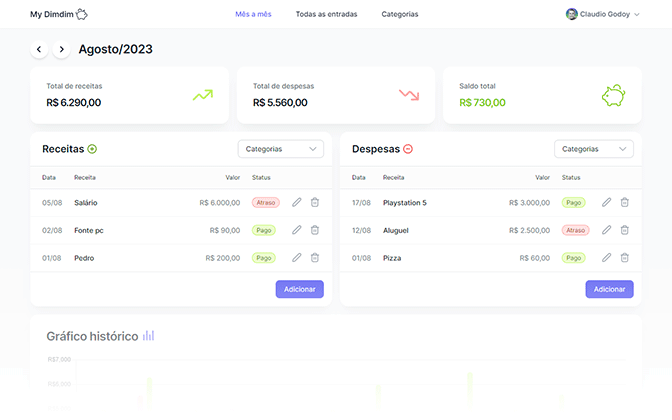 My Dimdim Mês a mês Todas as entradas Categorias Claudio Godoy
Agosto/2023
Total de receitas
R$ 6.290,00
Total de despesas
R$ 5.560,00
Saldo total
R$ 730,00
Receitas Categorias
Data Receita Valor Status
05/08 Salário R$ 6.000,00 Atraso
02/08 Fonte pc R$ 90,00 Pago
01/08 Pedro R$ 200,00 Pago
Adicionar
Despesas Categorias
Data Receita Valor Status
17/08 Playstation 5 R$ 3.000,00 Pago
12/08 Aluguel R$ 2.500,00 Atraso
01/08 Pizza R$ 60,00 Pago
Adicionar
Gráfico histórico
R$7,000